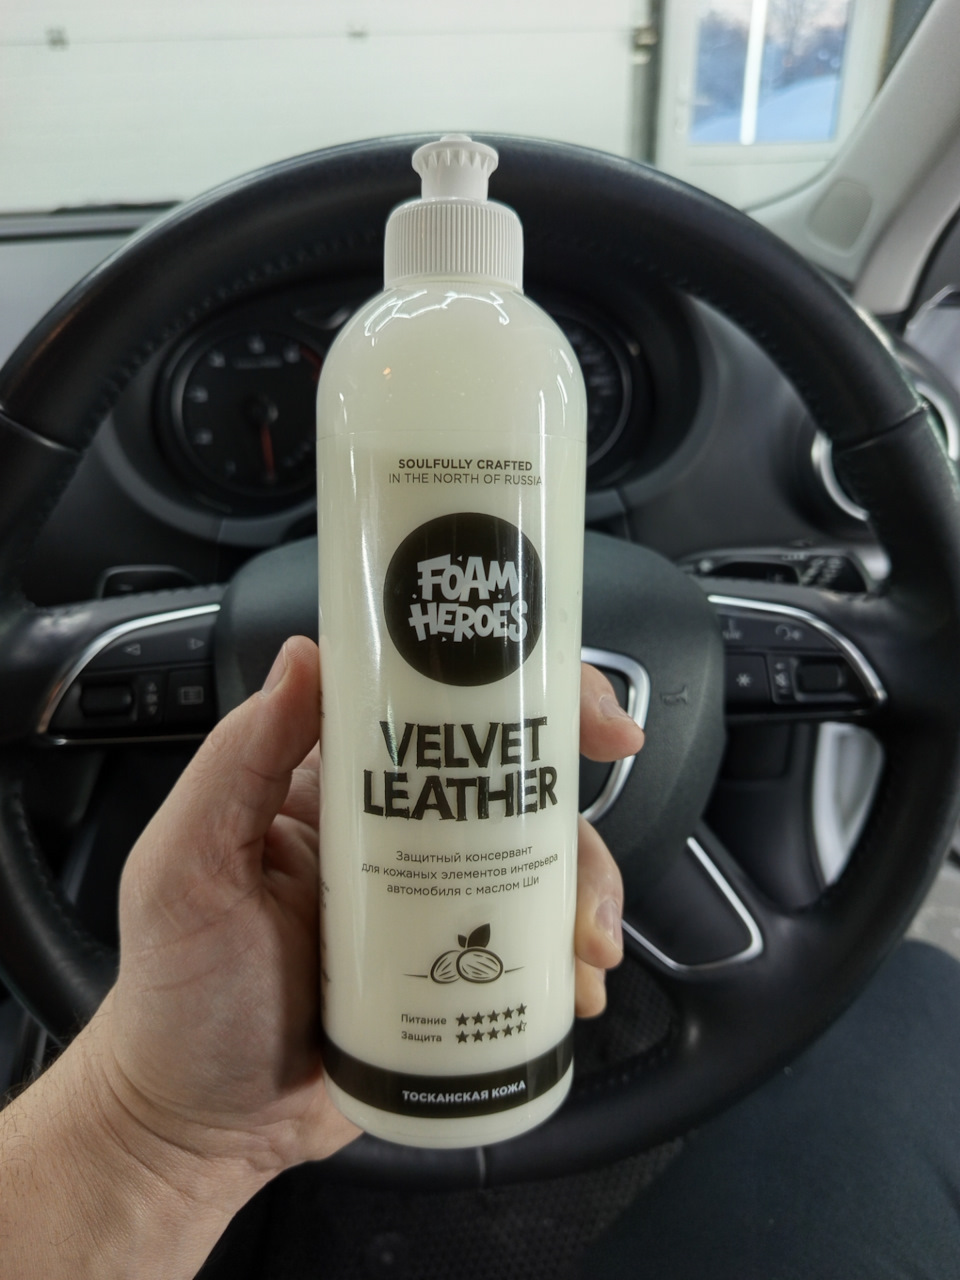 SOULFULLY CRAFTED
IN THE NORTH OF RUSSIA
FOAM
HEROES
VELVET
LEATHER
Защитный консервант
для кожаных элементов интерьера
автомобиля с маслом Ши
Питание
Защита
ТОСКАНСКАЯ КОЖА